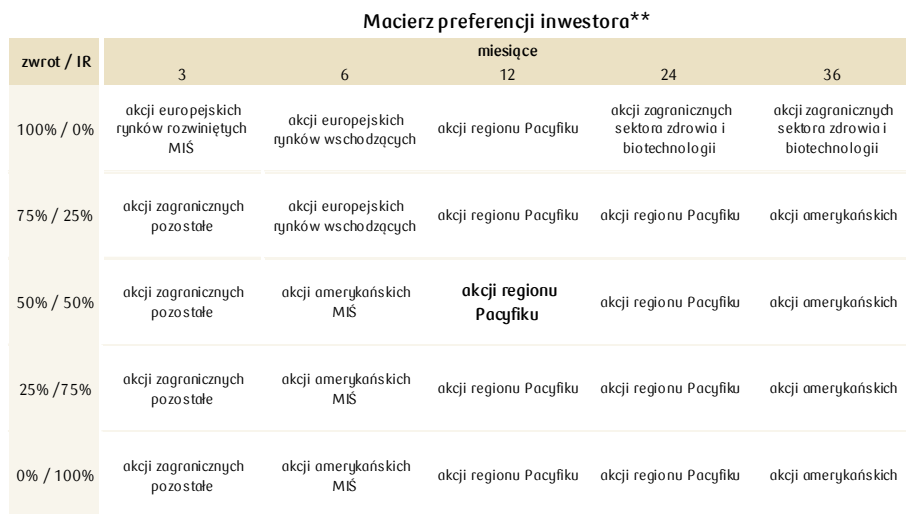 Macierz preferencji inwestora**
zwrot / IR
miesiące
3 6 12 24 36
100% / 0%
akcji europejskich
rynków rozwiniętych
MIŚ
akcji europejskich
rynków wschodzących
akcji regionu Pacyfiku
akcji zagranicznych
sektora zdrowia i
biotechnologii
akcji zagranicznych
sektora zdrowia i
biotechnologii
75% / 25%
akcji zagranicznych
pozostałe
akcji europejskich
rynków wschodzących
akcji regionu Pacyfiku
akcji regionu Pacyfiku
akcji amerykańskich
50% / 50%
akcji zagranicznych
pozostałe
akcji amerykańskich
MIŚ
akcji regionu
Pacyfiku
akcji regionu Pacyfiku
akcji amerykańskich
25% /75%
akcji zagranicznych
pozostałe
akcji amerykańskich
MIŚ
akcji regionu Pacyfiku
akcji regionu Pacyfiku
akcji amerykańskich
0% / 100%
akcji zagranicznych
pozostałe
akcji amerykańskich
MIŚ
akcji regionu Pacyfiku
akcji regionu Pacyfiku
akcji amerykańskich